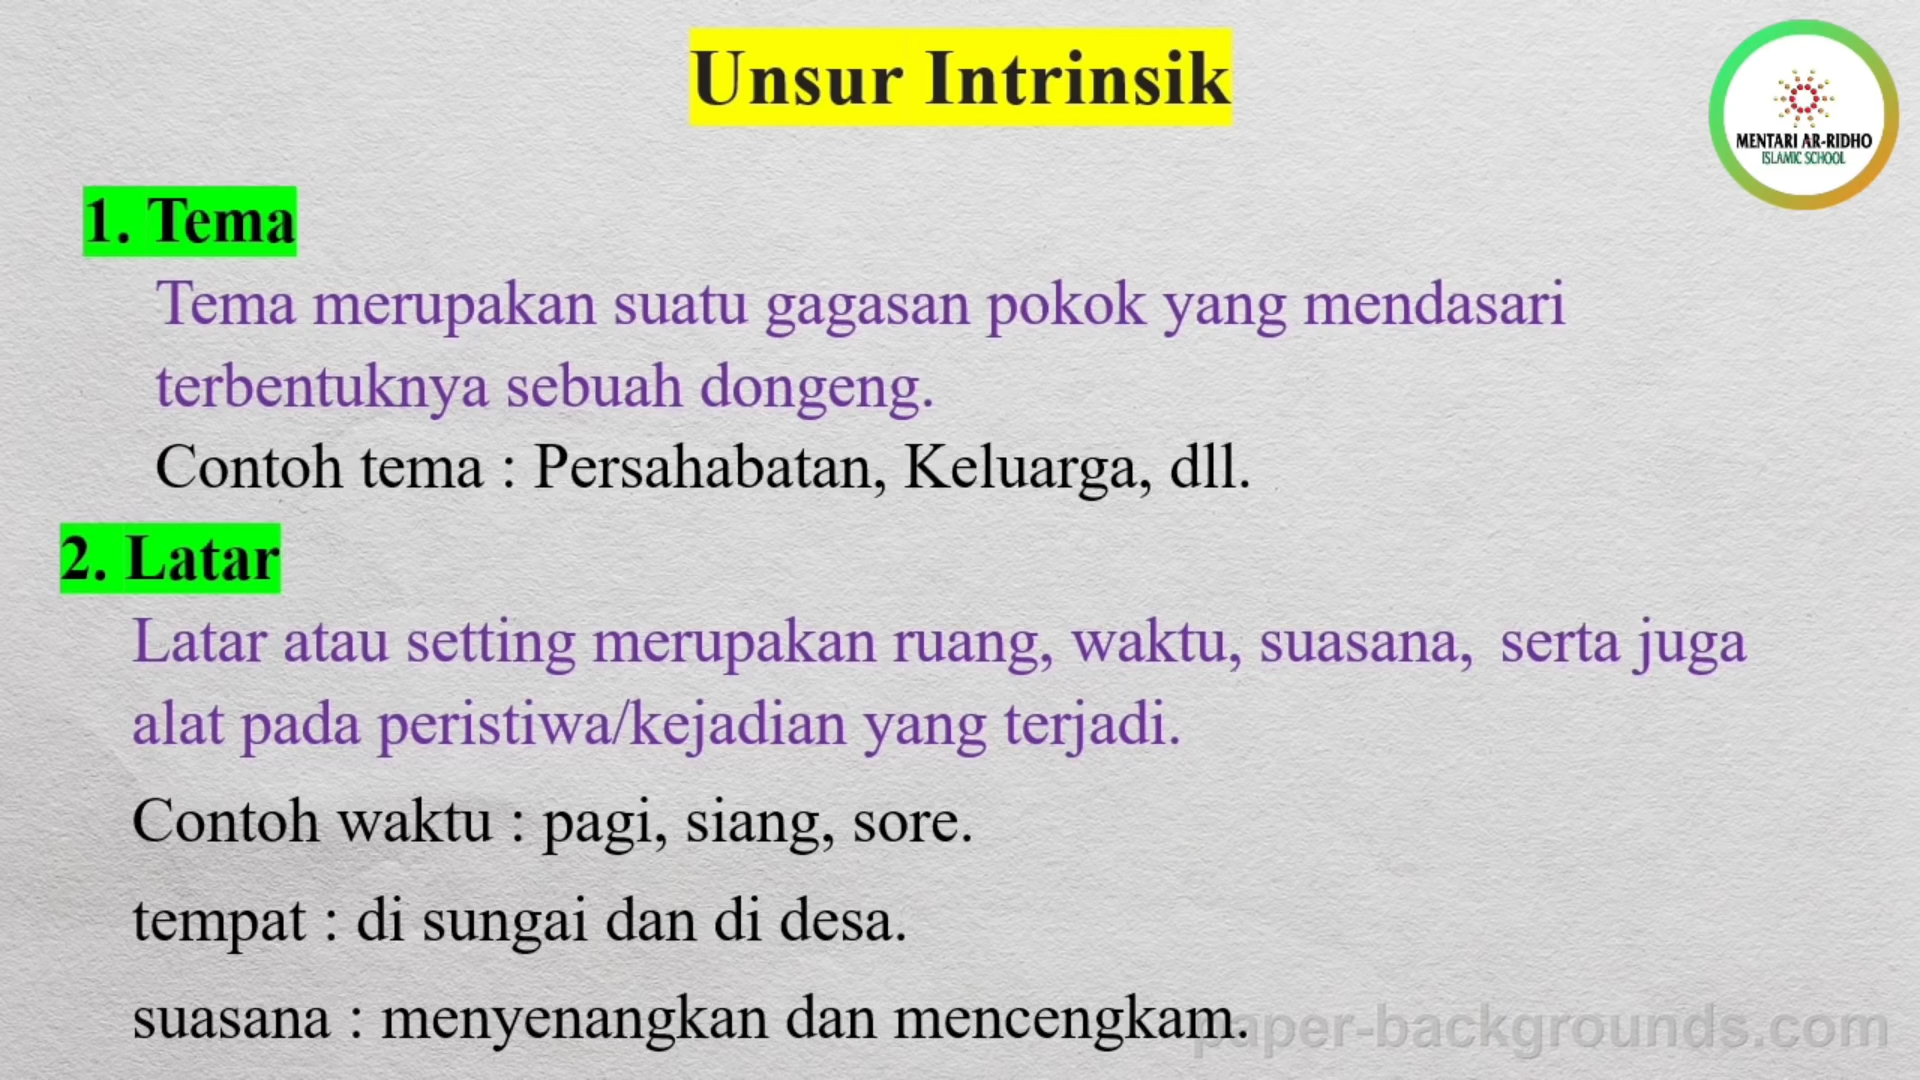 Unsur Intrinsik
MENTARI AR-RIDHO
ISLAMIC SCHOOL
1. Tema
Tema merupakan suatu gagasan pokok yang mendasari
terbentuknya sebuah dongeng.
Contoh tema : Persahabatan, Keluarga, dll.
2. Latar
Latar atau setting merupakan ruang, waktu, suasana, serta juga
alat pada peristiwa/kejadian yang terjadi.
Contoh waktu : pagi, siang, sore.
tempat : di sungai dan di desa.
suasana : menyenangkan dan mencengkam.
paper-backgrounds.com